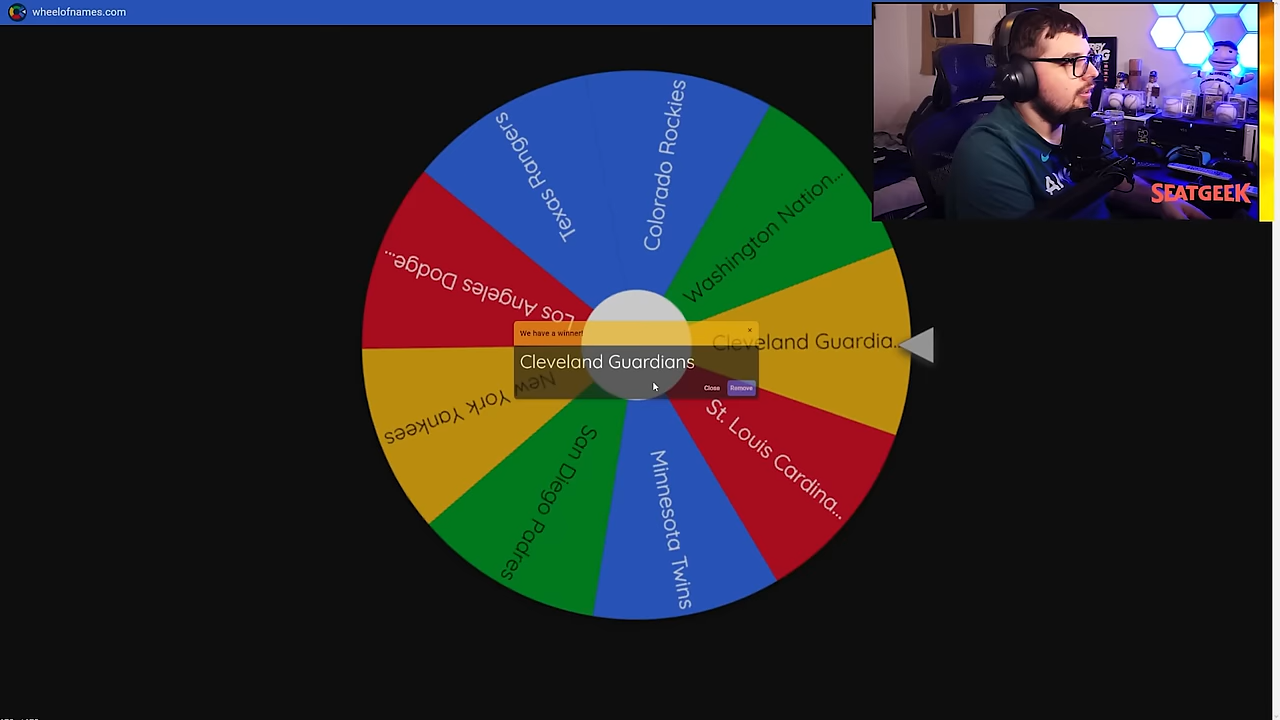 wheelofnames.com
Texas Rangers
Colorado Rockies
Washington Nation...
Cleveland Guardia...
St. Louis Cardina...
Minnesota Twins
San Diego Padres
New York Yankees
Los Angeles Dodge...
We have a winner!
×
Cleveland Guardians
Close
Remove
SEATGEEK